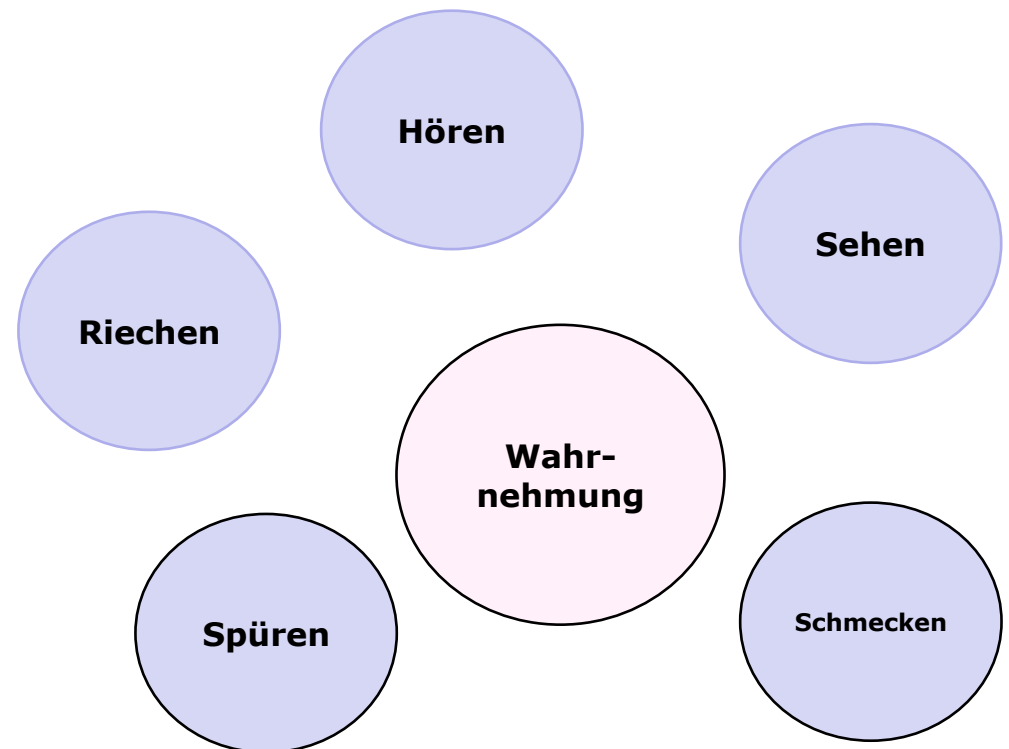 Hören
Sehen
Riechen
Wahr-
nehmung
Schmecken
Spüren